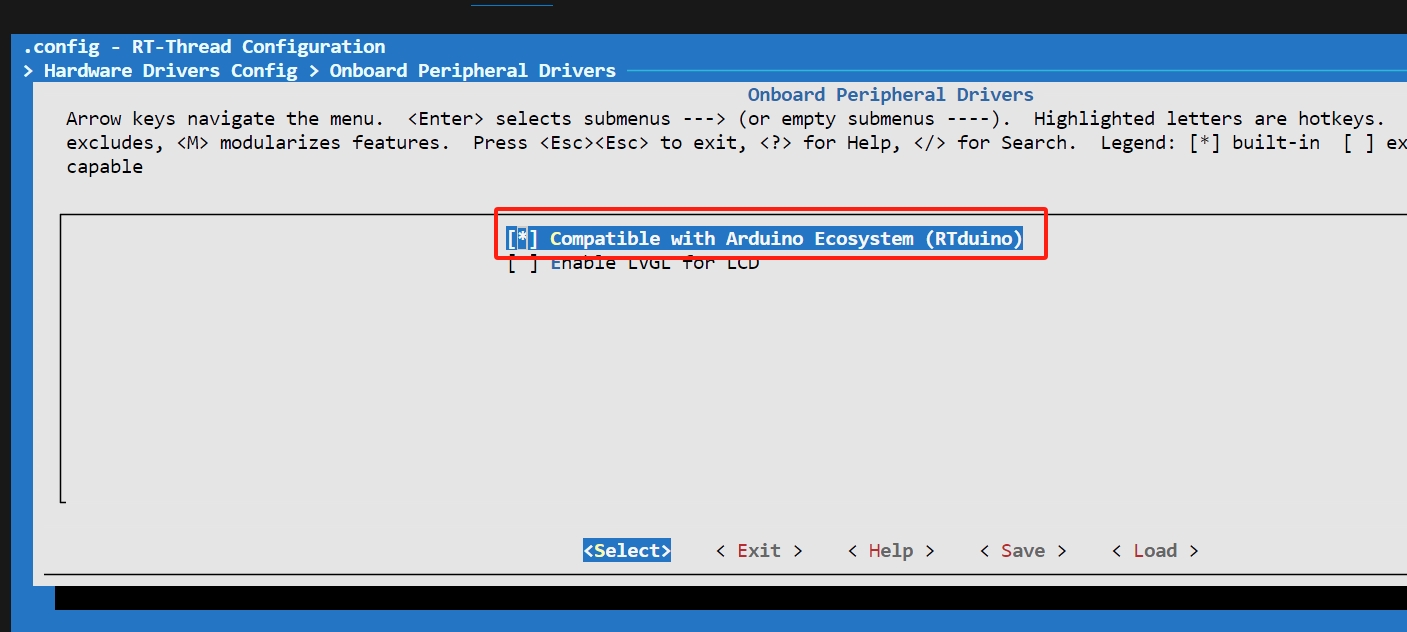 .config - RT-Thread Configuration
> Hardware Drivers Config > Onboard Peripheral Drivers
Onboard Peripheral Drivers
Arrow keys navigate the menu.  <Enter> selects submenus ---> (or empty submenus ----).  Highlighted letters are hotkeys.
excludes, <M> modularizes features.  Press <Esc><Esc> to exit, <?> for Help, </> for Search.  Legend: [*] built-in  [ ] ex
capable
[*] Compatible with Arduino Ecosystem (RTduino)
[ ] Enable LVGL for LCD
<Select>    < Exit >    < Help >    < Save >    < Load >